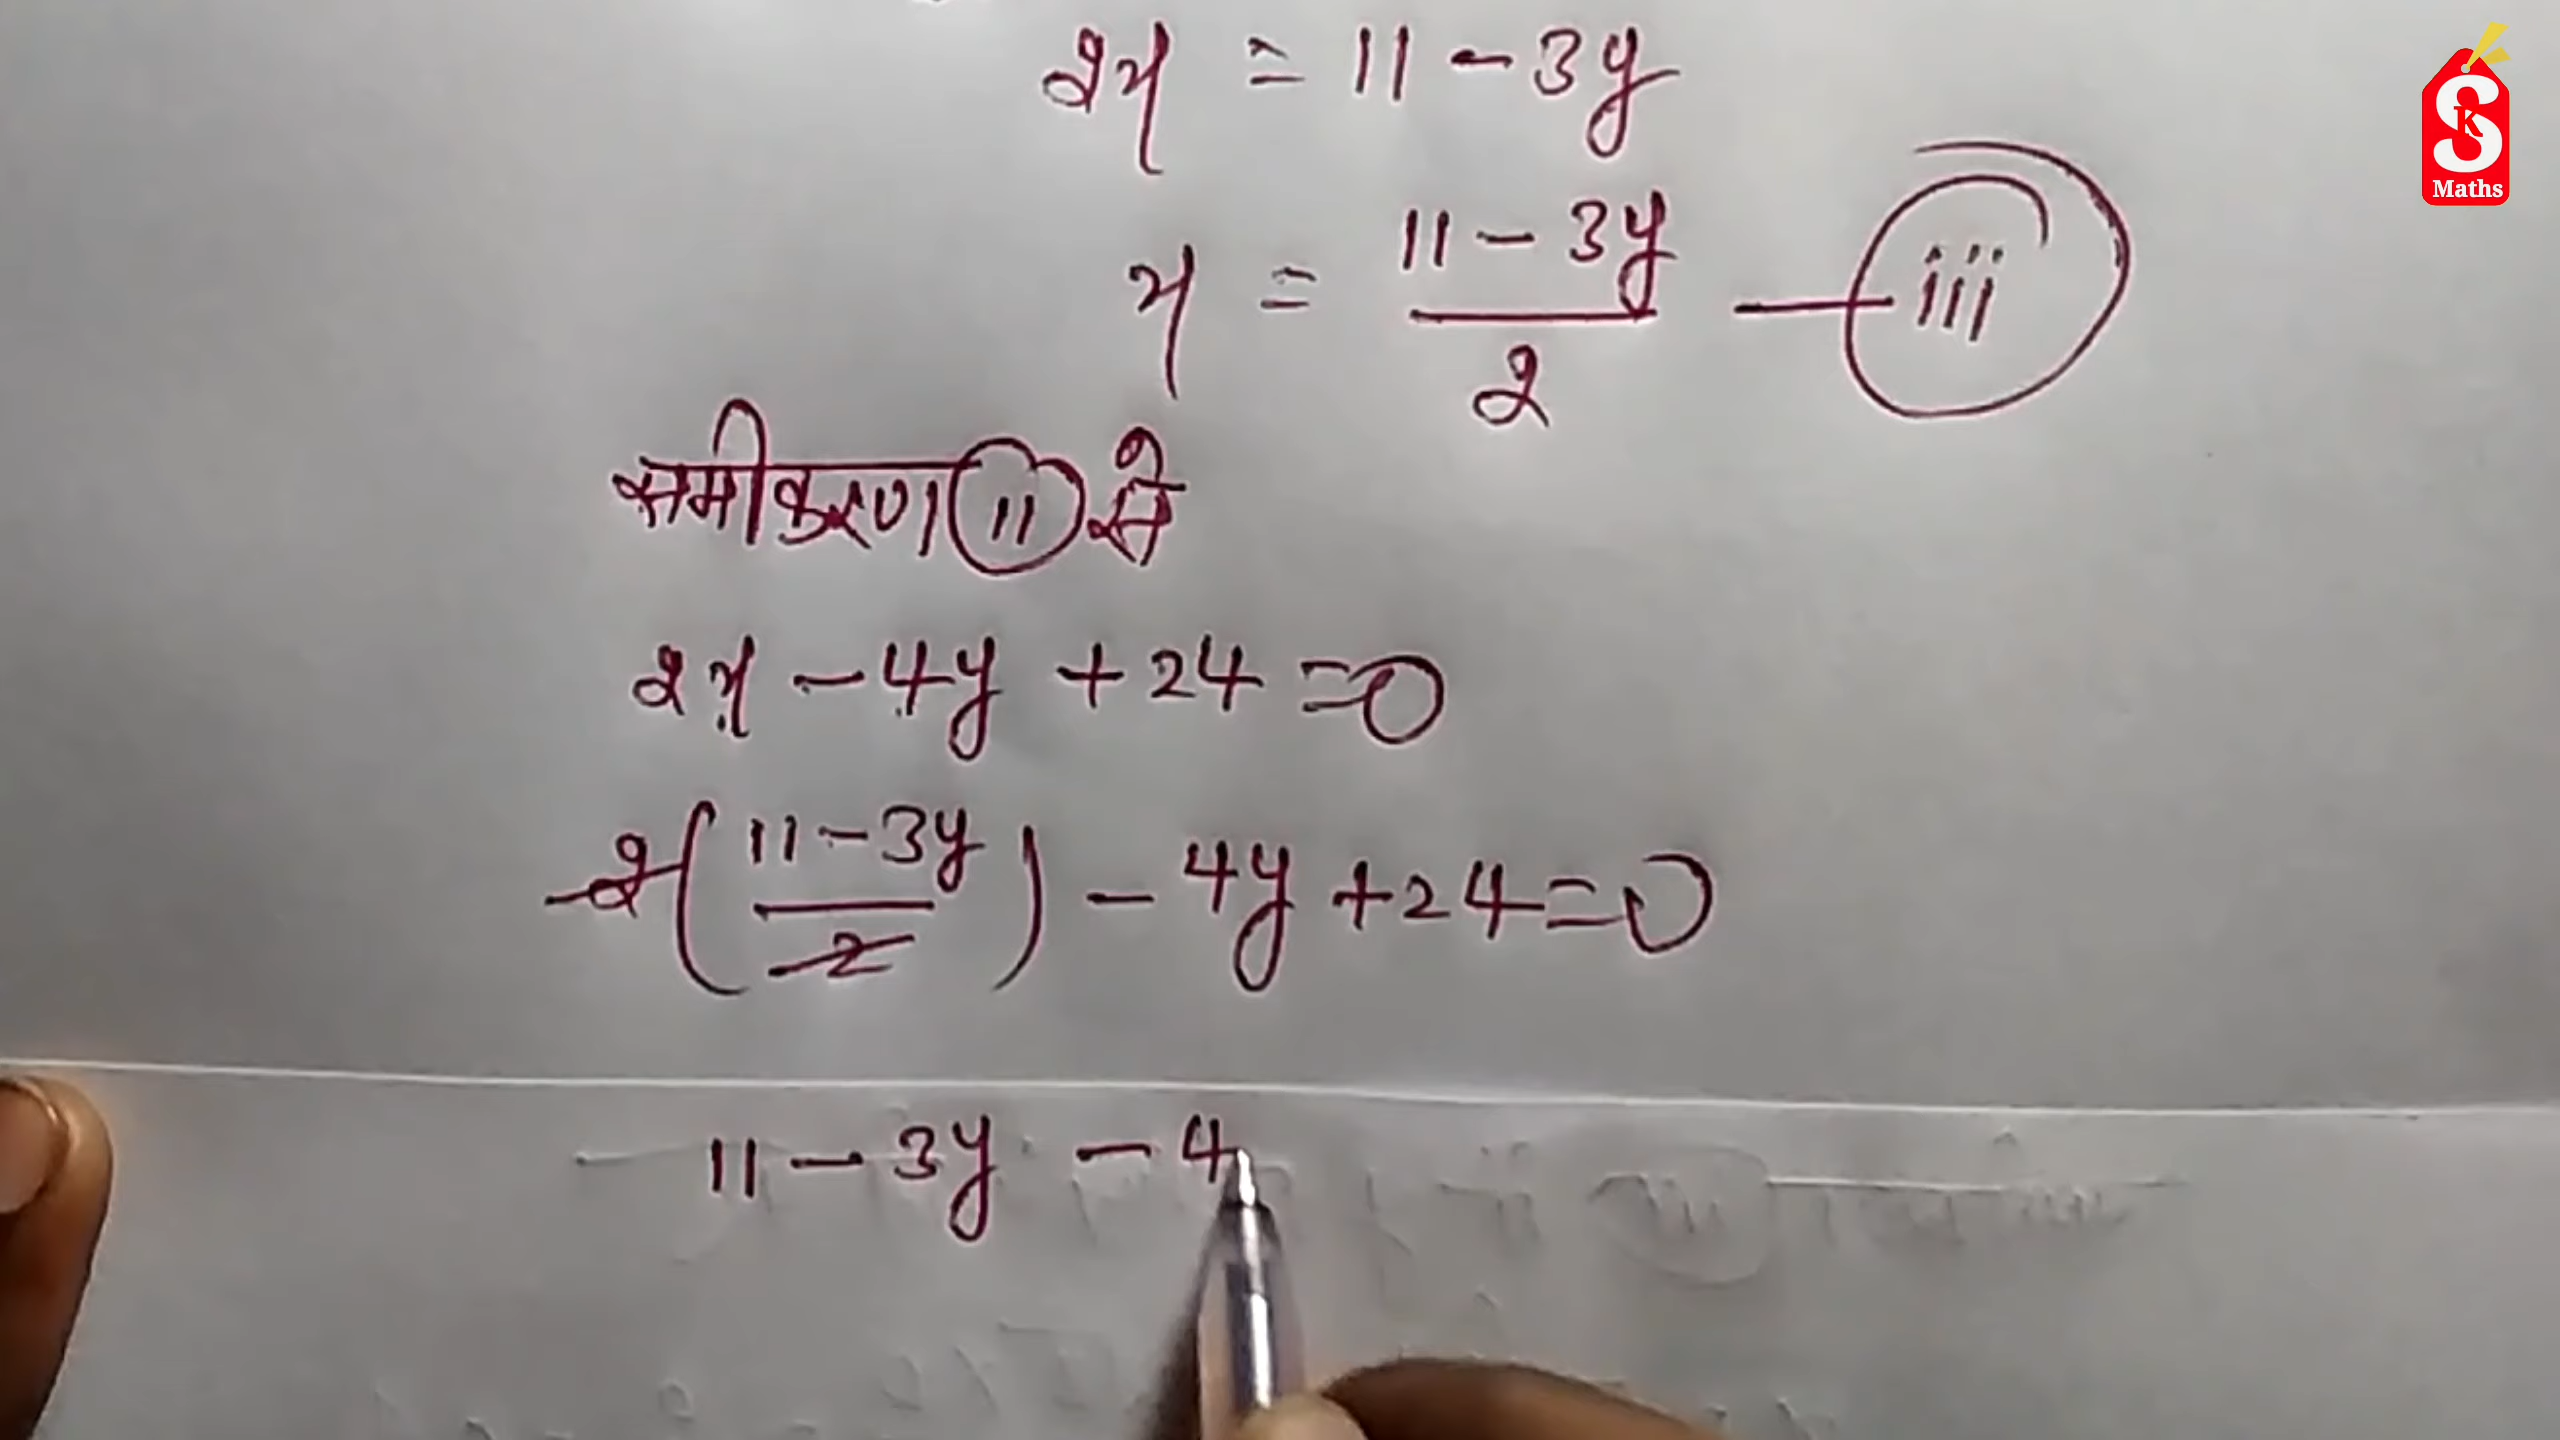 2x = 11 - 3y
S
k
Maths
x = 11 - 3y / 2 — iii
समीकरण ii से
2x - 4y + 24 = 0
2( 11 - 3y / 2 ) - 4y + 24 = 0
11 - 3y - 4